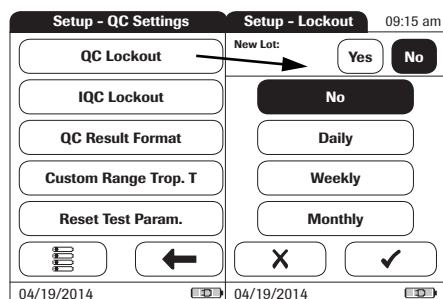 Setup - QC Settings
QC Lockout
IQC Lockout
QC Result Format
Custom Range Trop. T
Reset Test Param.
04/19/2014
Setup - Lockout
09:15 am
New Lot:
Yes
No
No
Daily
Weekly
Monthly
04/19/2014